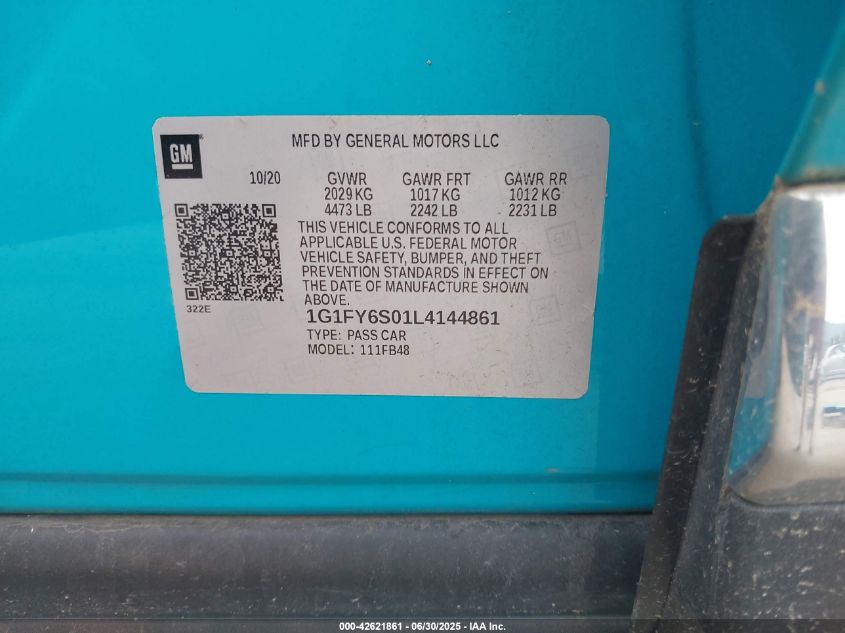 GM
MFD BY GENERAL MOTORS LLC
10/20 GVWR GAWR FRT GAWR RR
2029 KG 1017 KG 1012 KG
4473 LB 2242 LB 2231 LB
THIS VEHICLE CONFORMS TO ALL
APPLICABLE U.S. FEDERAL MOTOR
VEHICLE SAFETY, BUMPER, AND THEFT
PREVENTION STANDARDS IN EFFECT ON
THE DATE OF MANUFACTURE SHOWN
ABOVE.
322E
1G1FY6S01L4144861
TYPE: PASS CAR
MODEL: 111FB48
000-42621861 - 06/30/2025 - IAA Inc.